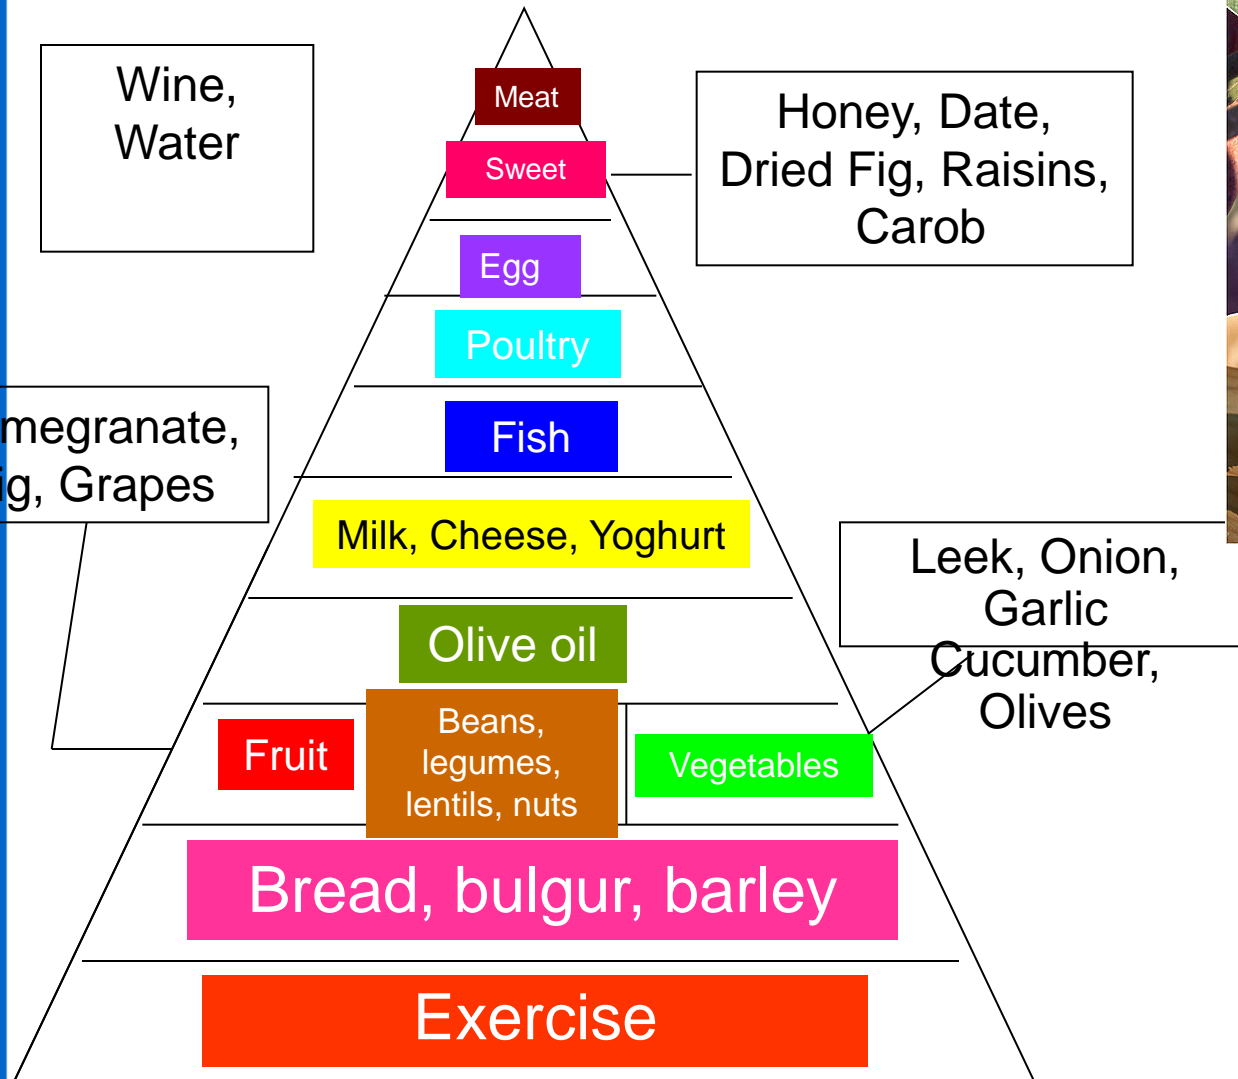 Wine,
Water
Meat
Sweet
Honey, Date,
Dried Fig, Raisins,
Carob
Egg
Poultry
Fish
megranate,
ig, Grapes
Milk, Cheese, Yoghurt
Leek, Onion,
Garlic
Cucumber,
Olives
Olive oil
Fruit
Beans,
legumes,
lentils, nuts
Vegetables
Bread, bulgur, barley
Exercise